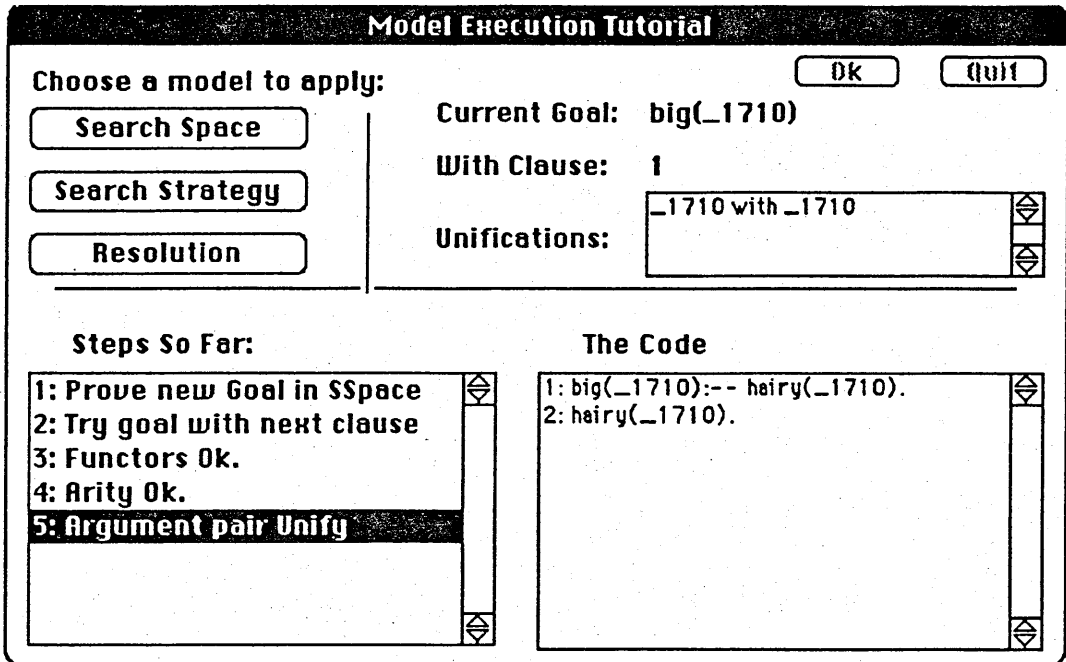 Model Execution Tutorial
Ok
Quit
Choose a model to apply:
Search Space
Search Strategy
Resolution
Current Goal: big(_1710)
With Clause: 1
Unifications:
_1710 with _1710
Steps So Far:
1: Prove new Goal in SSpace
2: Try goal with next clause
3: Functors Ok.
4: Arity Ok.
5: Argument pair Unify
The Code
1: big(_1710):-- hairy(_1710).
2: hairy(_1710).